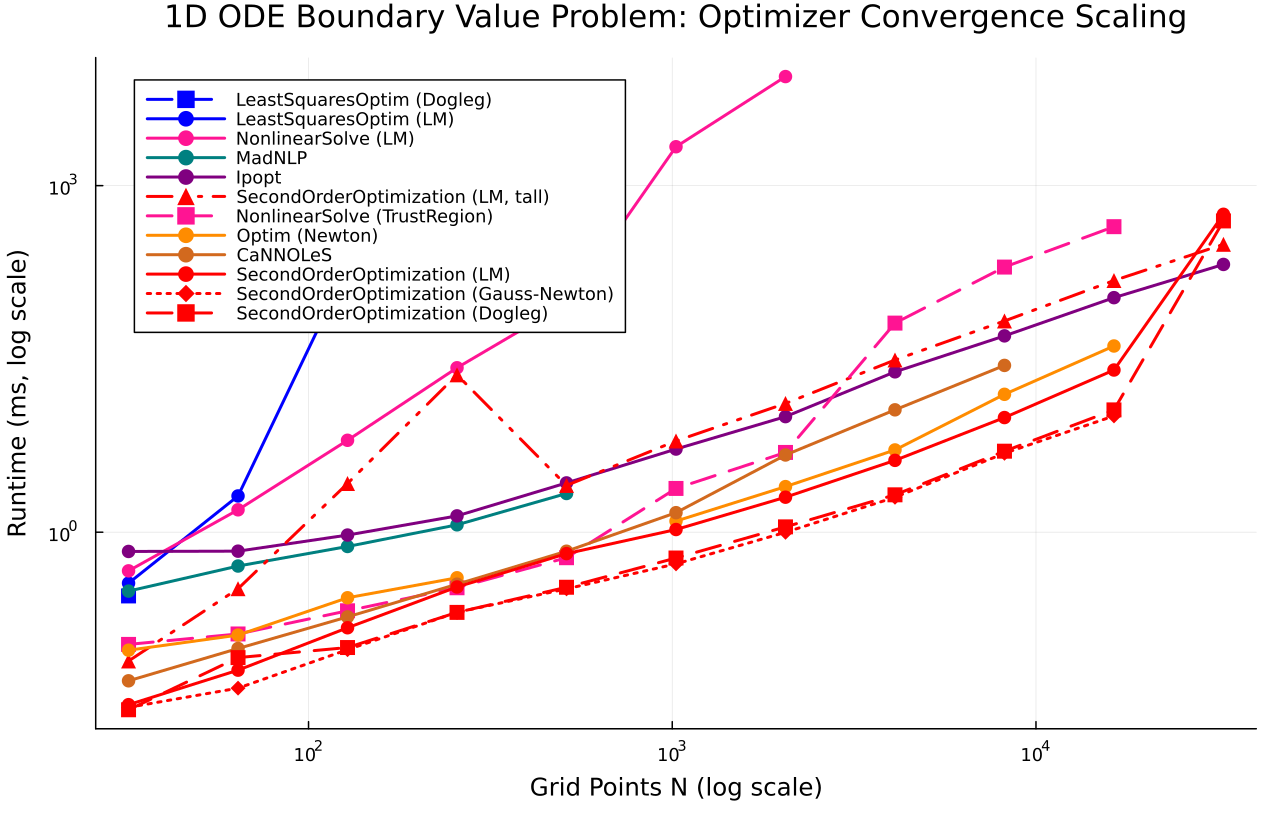 1D ODE Boundary Value Problem: Optimizer Convergence Scaling
LeastSquaresOptim (Dogleg)
LeastSquaresOptim (LM)
NonlinearSolve (LM)
MadNLP
Ipopt
SecondOrderOptimization (LM, tall)
NonlinearSolve (TrustRegion)
Optim (Newton)
CaNNOLeS
SecondOrderOptimization (LM)
SecondOrderOptimization (Gauss-Newton)
SecondOrderOptimization (Dogleg)
Runtime (ms, log scale)
10³
10⁰
10² 10³ 10⁴
Grid Points N (log scale)